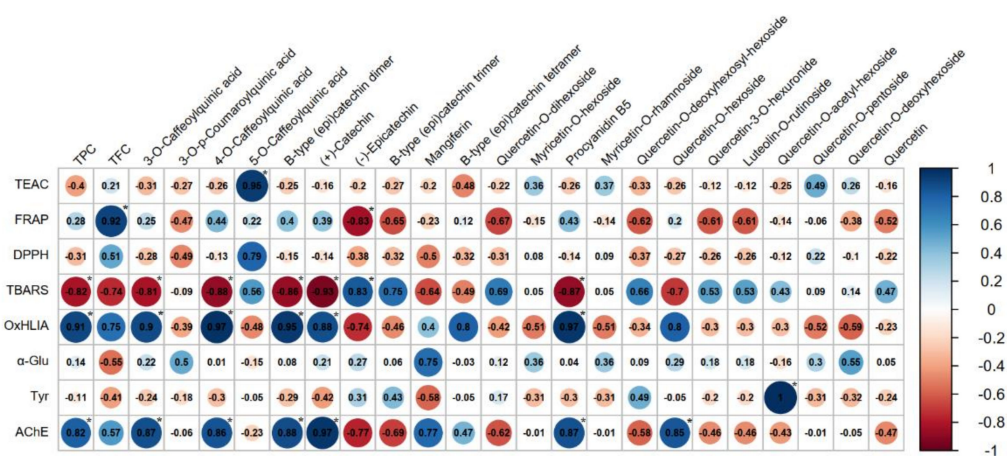 TPC
TFC
3-O-Caffeoylquinic acid
3-O-p-Coumaroylquinic acid
4-O-Caffeoylquinic acid
5-O-Caffeoylquinic acid
B-type (epi)catechin dimer
(+)-Catechin
(-)-Epicatechin
B-type (epi)catechin trimer
Mangiferin
B-type (epi)catechin tetramer
Quercetin-O-dihexoside
Myricetin-O-hexoside
Procyanidin B5
Myricetin-O-rhamnoside
Quercetin-O-deoxyhexosyl-hexoside
Quercetin-O-hexoside
Quercetin-3-O-hexuronide
Luteolin-O-rutinoside
Quercetin-O-acetyl-hexoside
Quercetin-O-pentoside
Quercetin-O-deoxyhexoside
Quercetin
TEAC -0.4 0.21 -0.31 -0.27 -0.26 0.95* -0.25 -0.16 -0.2 -0.27 -0.2 -0.48 -0.22 0.36 -0.26 0.37 -0.33 -0.26 -0.12 -0.12 -0.25 0.49 0.26 -0.16
FRAP 0.28 0.92* 0.25 -0.47 0.44 0.22 0.4 0.39 -0.83* -0.65 -0.23 0.12 -0.67 -0.15 0.43 -0.14 -0.62 0.2 -0.61 -0.61 -0.14 -0.06 -0.38 -0.52
DPPH -0.31 0.51 -0.28 -0.49 -0.13 0.79 -0.15 -0.14 -0.38 -0.32 -0.5 -0.32 -0.31 0.08 -0.14 0.09 -0.37 -0.27 -0.26 -0.26 -0.12 0.22 -0.1 -0.22
TBARS -0.82* -0.74 -0.81* -0.09 -0.88* 0.56 -0.86* -0.93* 0.83* 0.75 -0.64 -0.49 0.69 0.05 -0.87* 0.05 0.66 -0.7 0.53 0.53 0.43 0.09 0.14 0.47
OxHLIA 0.91* 0.75 0.9* -0.39 0.97* -0.48 0.95* 0.88* -0.74 -0.46 0.4 0.8 -0.42 -0.51 0.97* -0.51 -0.34 0.8 -0.3 -0.3 -0.3 -0.52 -0.59 -0.23
α-Glu 0.14 -0.55 0.22 0.5 0.01 -0.15 0.08 0.21 0.27 0.06 0.75 -0.03 0.12 0.36 0.04 0.36 0.09 0.29 0.18 0.18 -0.16 0.3 0.55 0.05
Tyr -0.11 -0.41 -0.24 -0.18 -0.3 -0.05 -0.29 -0.42 0.31 0.43 -0.58 -0.05 0.17 -0.31 -0.3 -0.31 0.49 -0.05 -0.2 -0.2 1* -0.31 -0.32 -0.24
AChE 0.82* 0.57 0.87* -0.06 0.86* -0.23 0.88* 0.97* -0.77 -0.69 0.77 0.47 -0.62 -0.01 0.87* -0.01 -0.58 0.85* -0.46 -0.46 -0.43 -0.01 -0.05 -0.47
1
0.8
0.6
0.4
0.2
0
-0.2
-0.4
-0.6
-0.8
-1